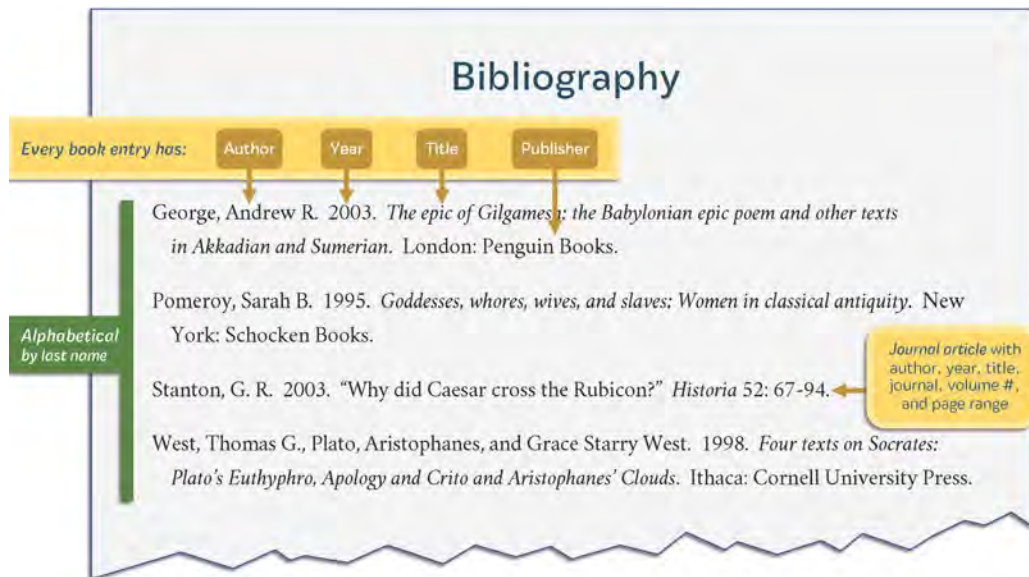 Bibliography
Every book entry has: Author Year Title Publisher
George, Andrew R. 2003. The epic of Gilgamesh: the Babylonian epic poem and other texts
in Akkadian and Sumerian. London: Penguin Books.
Pomeroy, Sarah B. 1995. Goddesses, whores, wives, and slaves: Women in classical antiquity. New
York: Schocken Books.
Alphabetical
by last name
Stanton, G. R. 2003. “Why did Caesar cross the Rubicon?” Historia 52: 67-94.
Journal article with
author, year, title,
journal, volume #,
and page range
West, Thomas G., Plato, Aristophanes, and Grace Starry West. 1998. Four texts on Socrates:
Plato’s Euthyphro, Apology and Crito and Aristophanes’ Clouds. Ithaca: Cornell University Press.